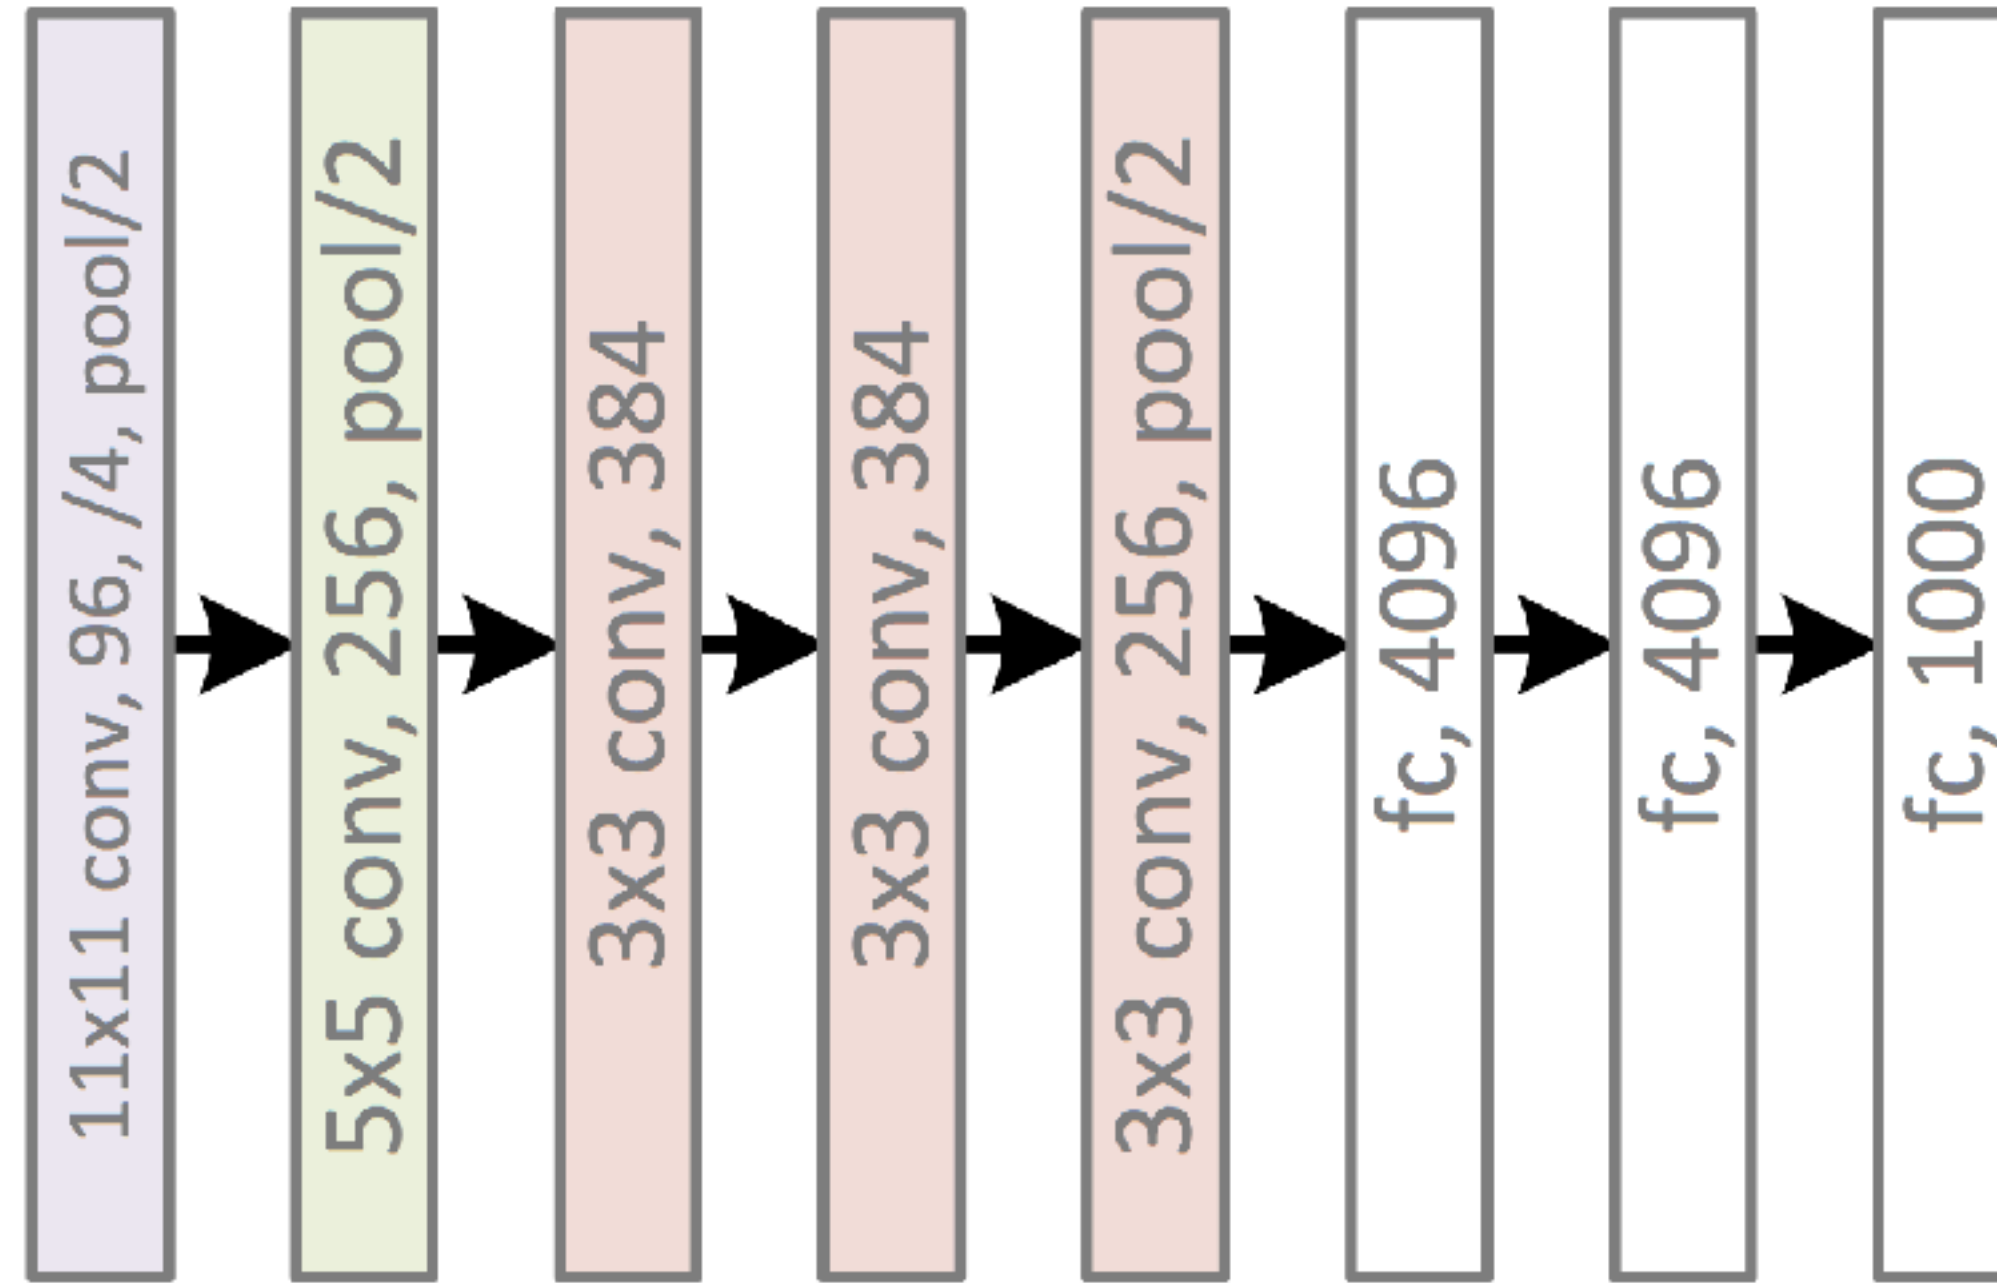 11x11 conv, 96, /4, pool/2
5x5 conv, 256, pool/2
3x3 conv, 384
3x3 conv, 384
3x3 conv, 256, pool/2
fc, 4096
fc, 4096
fc, 1000